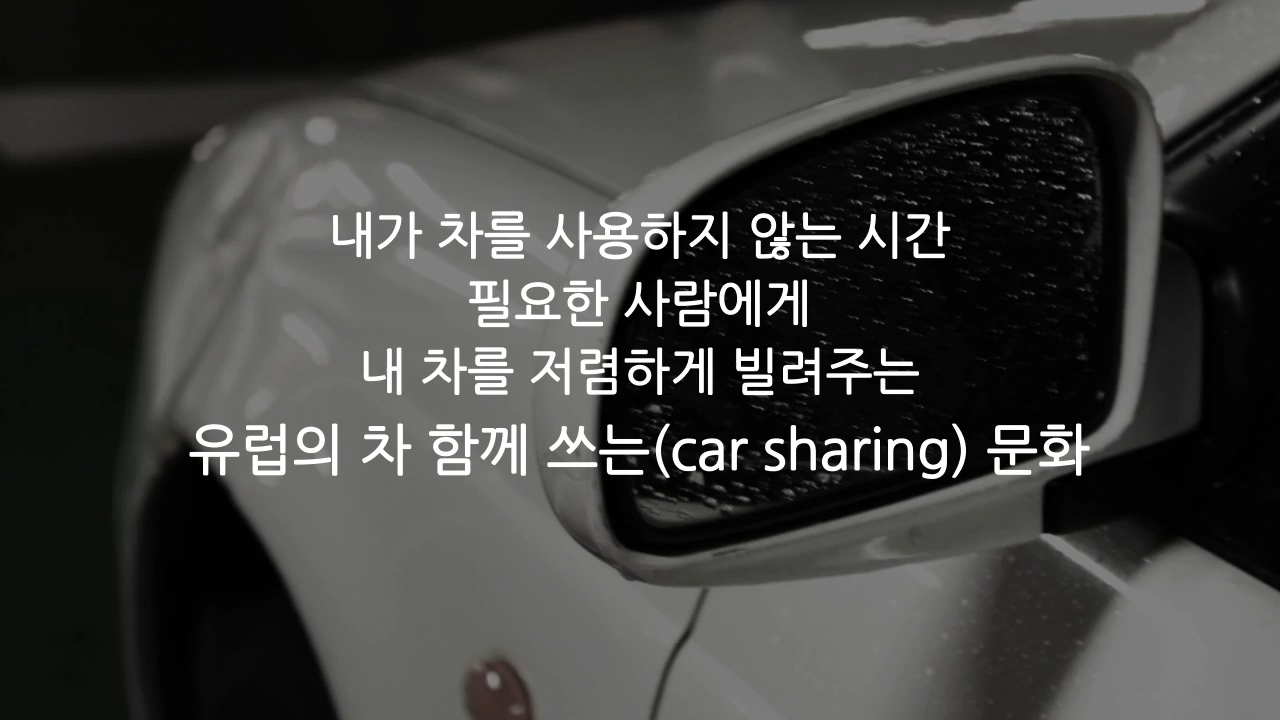 내가 차를 사용하지 않는 시간
필요한 사람에게
내 차를 저렴하게 빌려주는
유럽의 차 함께 쓰는(car sharing) 문화